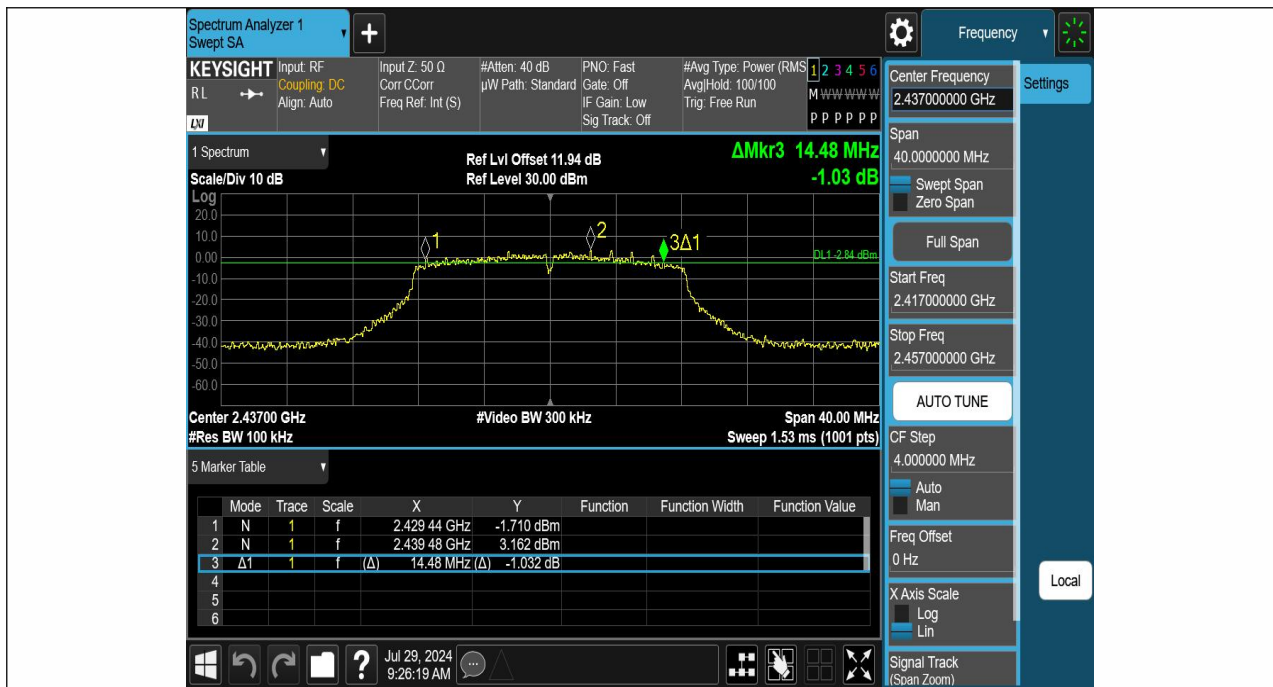 Spectrum Analyzer 1
Swept SA
+
Frequency
KEYSIGHT
RL
LXI
Input: RF
Coupling: DC
Align: Auto
Input Z: 50 Ω
Corr CCorr
Freq Ref: Int (S)
#Atten: 40 dB
µW Path: Standard
PNO: Fast
Gate: Off
IF Gain: Low
Sig Track: Off
#Avg Type: Power (RMS
Avg|Hold: 100/100
Trig: Free Run
1 2 3 4 5 6
M W W W W W
P P P P P P
1 Spectrum
Scale/Div 10 dB
Ref Lvl Offset 11.94 dB
Ref Level 30.00 dBm
ΔMkr3 14.48 MHz
-1.03 dB
Log
20.0
10.0
0.00
-10.0
-20.0
-30.0
-40.0
-50.0
-60.0
1
2
3Δ1
DL1 -2.84 dBm
Center 2.43700 GHz
#Video BW 300 kHz
Span 40.00 MHz
#Res BW 100 kHz
Sweep 1.53 ms (1001 pts)
5 Marker Table
Mode Trace Scale X Y Function Function Width Function Value
1 N 1 f 2.429 44 GHz -1.710 dBm
2 N 1 f 2.439 48 GHz 3.162 dBm
3 Δ1 1 f (Δ) 14.48 MHz (Δ) -1.032 dB
4
5
6
?
Jul 29, 2024
9:26:19 AM
Center Frequency
2.437000000 GHz
Span
40.0000000 MHz
Swept Span
Zero Span
Full Span
Start Freq
2.417000000 GHz
Stop Freq
2.457000000 GHz
AUTO TUNE
CF Step
4.000000 MHz
Auto
Man
Freq Offset
0 Hz
X Axis Scale
Log
Lin
Signal Track
(Span Zoom)
Settings
Local